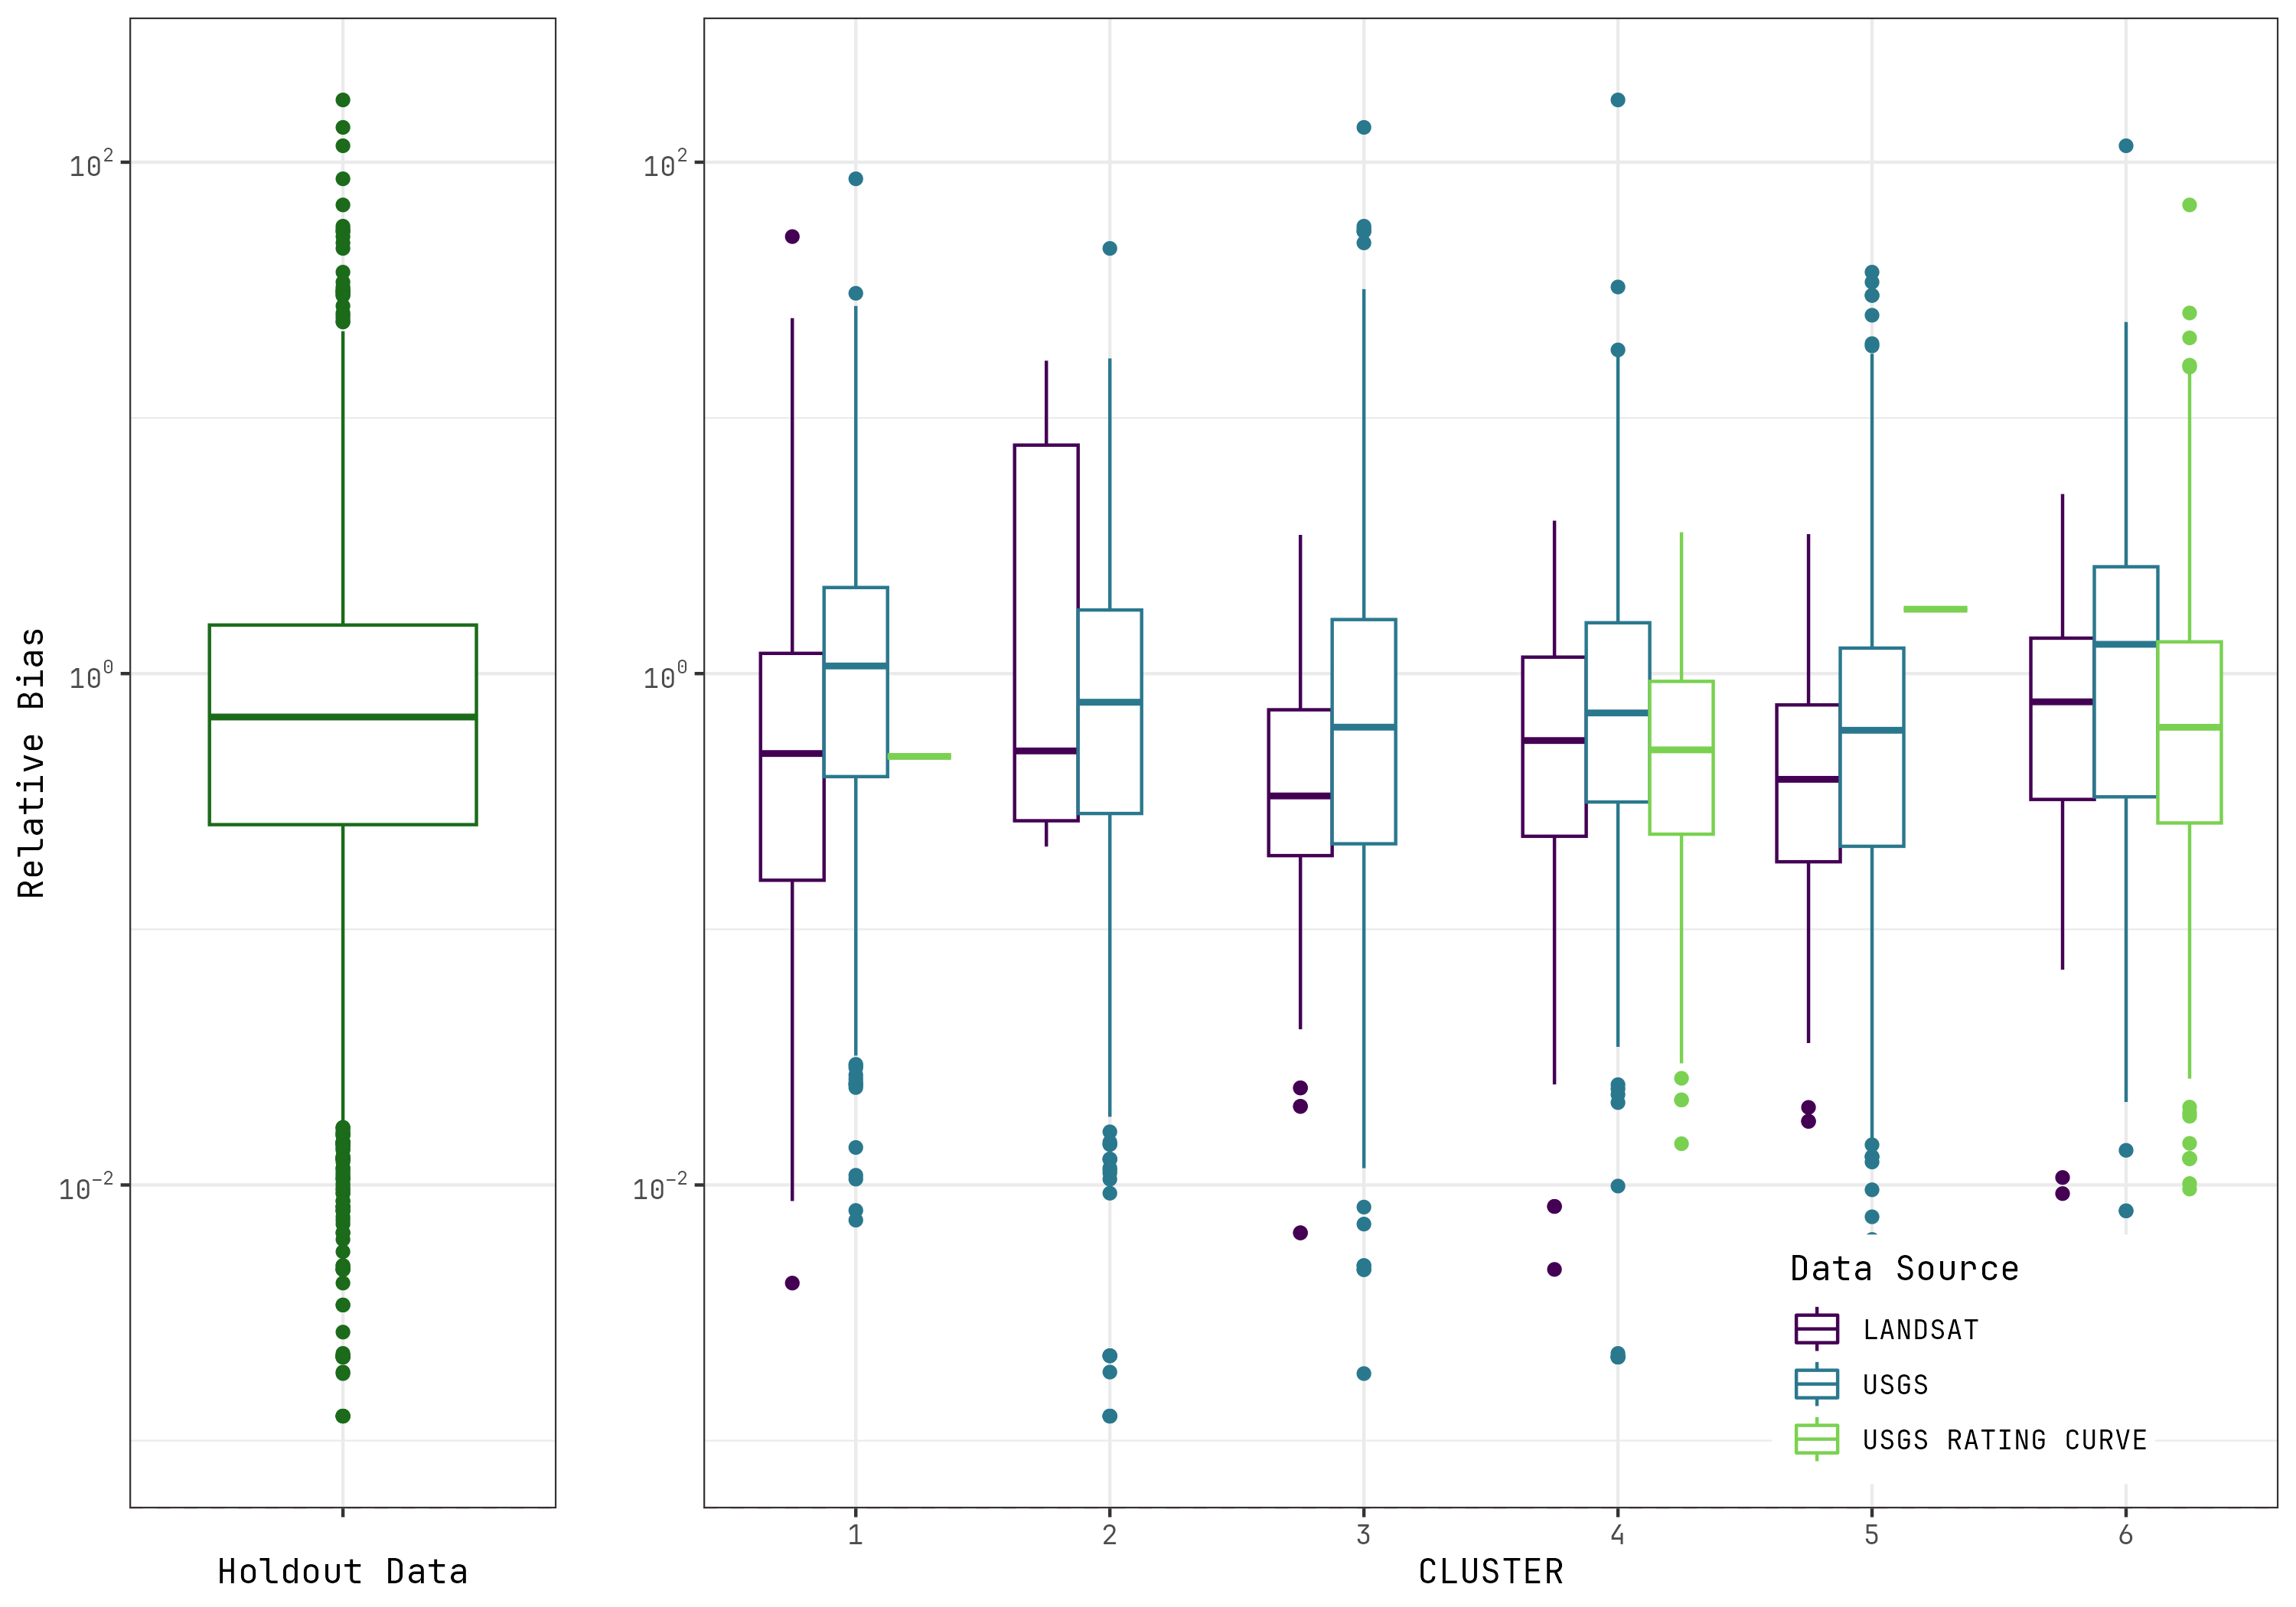 Relative Bias
10²
10⁰
10⁻²
Holdout Data
10²
10⁰
10⁻²
1 2 3 4 5 6
CLUSTER
Data Source
LANDSAT
USGS
USGS RATING CURVE